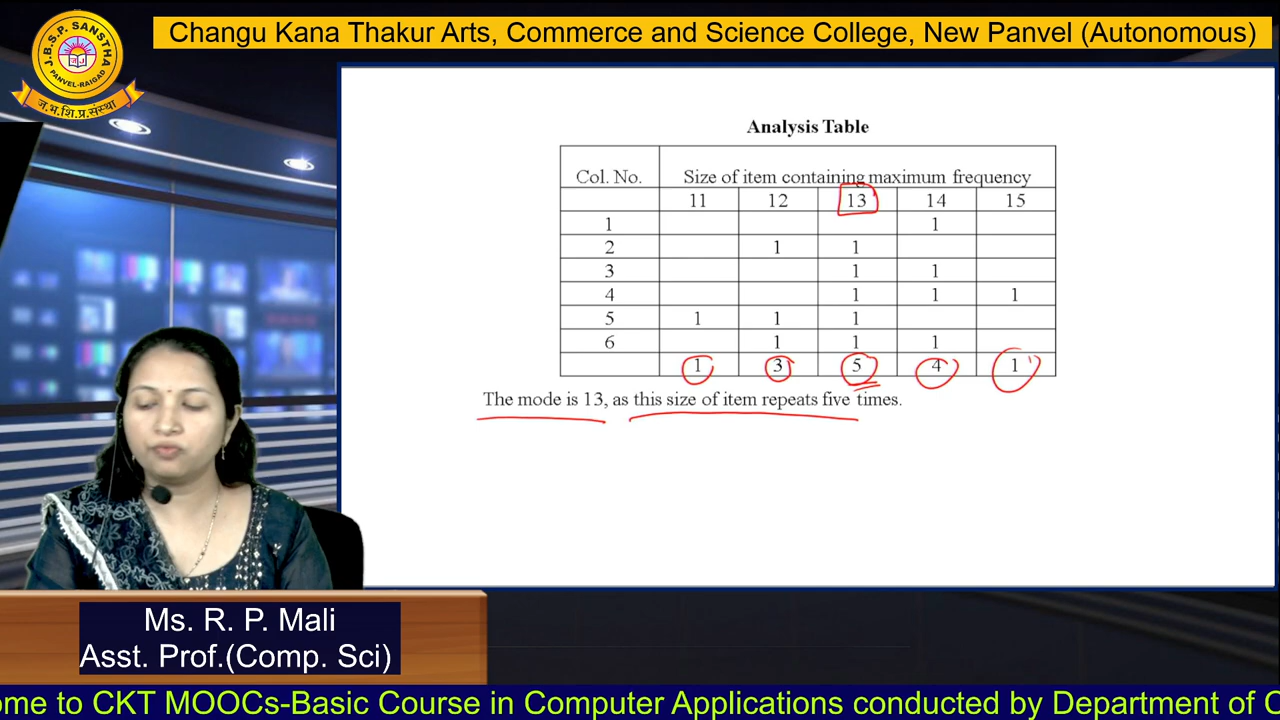 Changu Kana Thakur Arts, Commerce and Science College, New Panvel (Autonomous)
J.B.S.P. SANSTHA
PANVEL-RAIGAD
ज.भ.शि.प्र.संस्था
Analysis Table
Col. No. Size of item containing maximum frequency
11 12 13 14 15
1 1
2 1 1
3 1 1
4 1 1 1
5 1 1 1
6 1 1 1
1 3 5 4 1
The mode is 13, as this size of item repeats five times.
Ms. R. P. Mali
Asst. Prof.(Comp. Sci)
ome to CKT MOOCs-Basic Course in Computer Applications conducted by Department of C